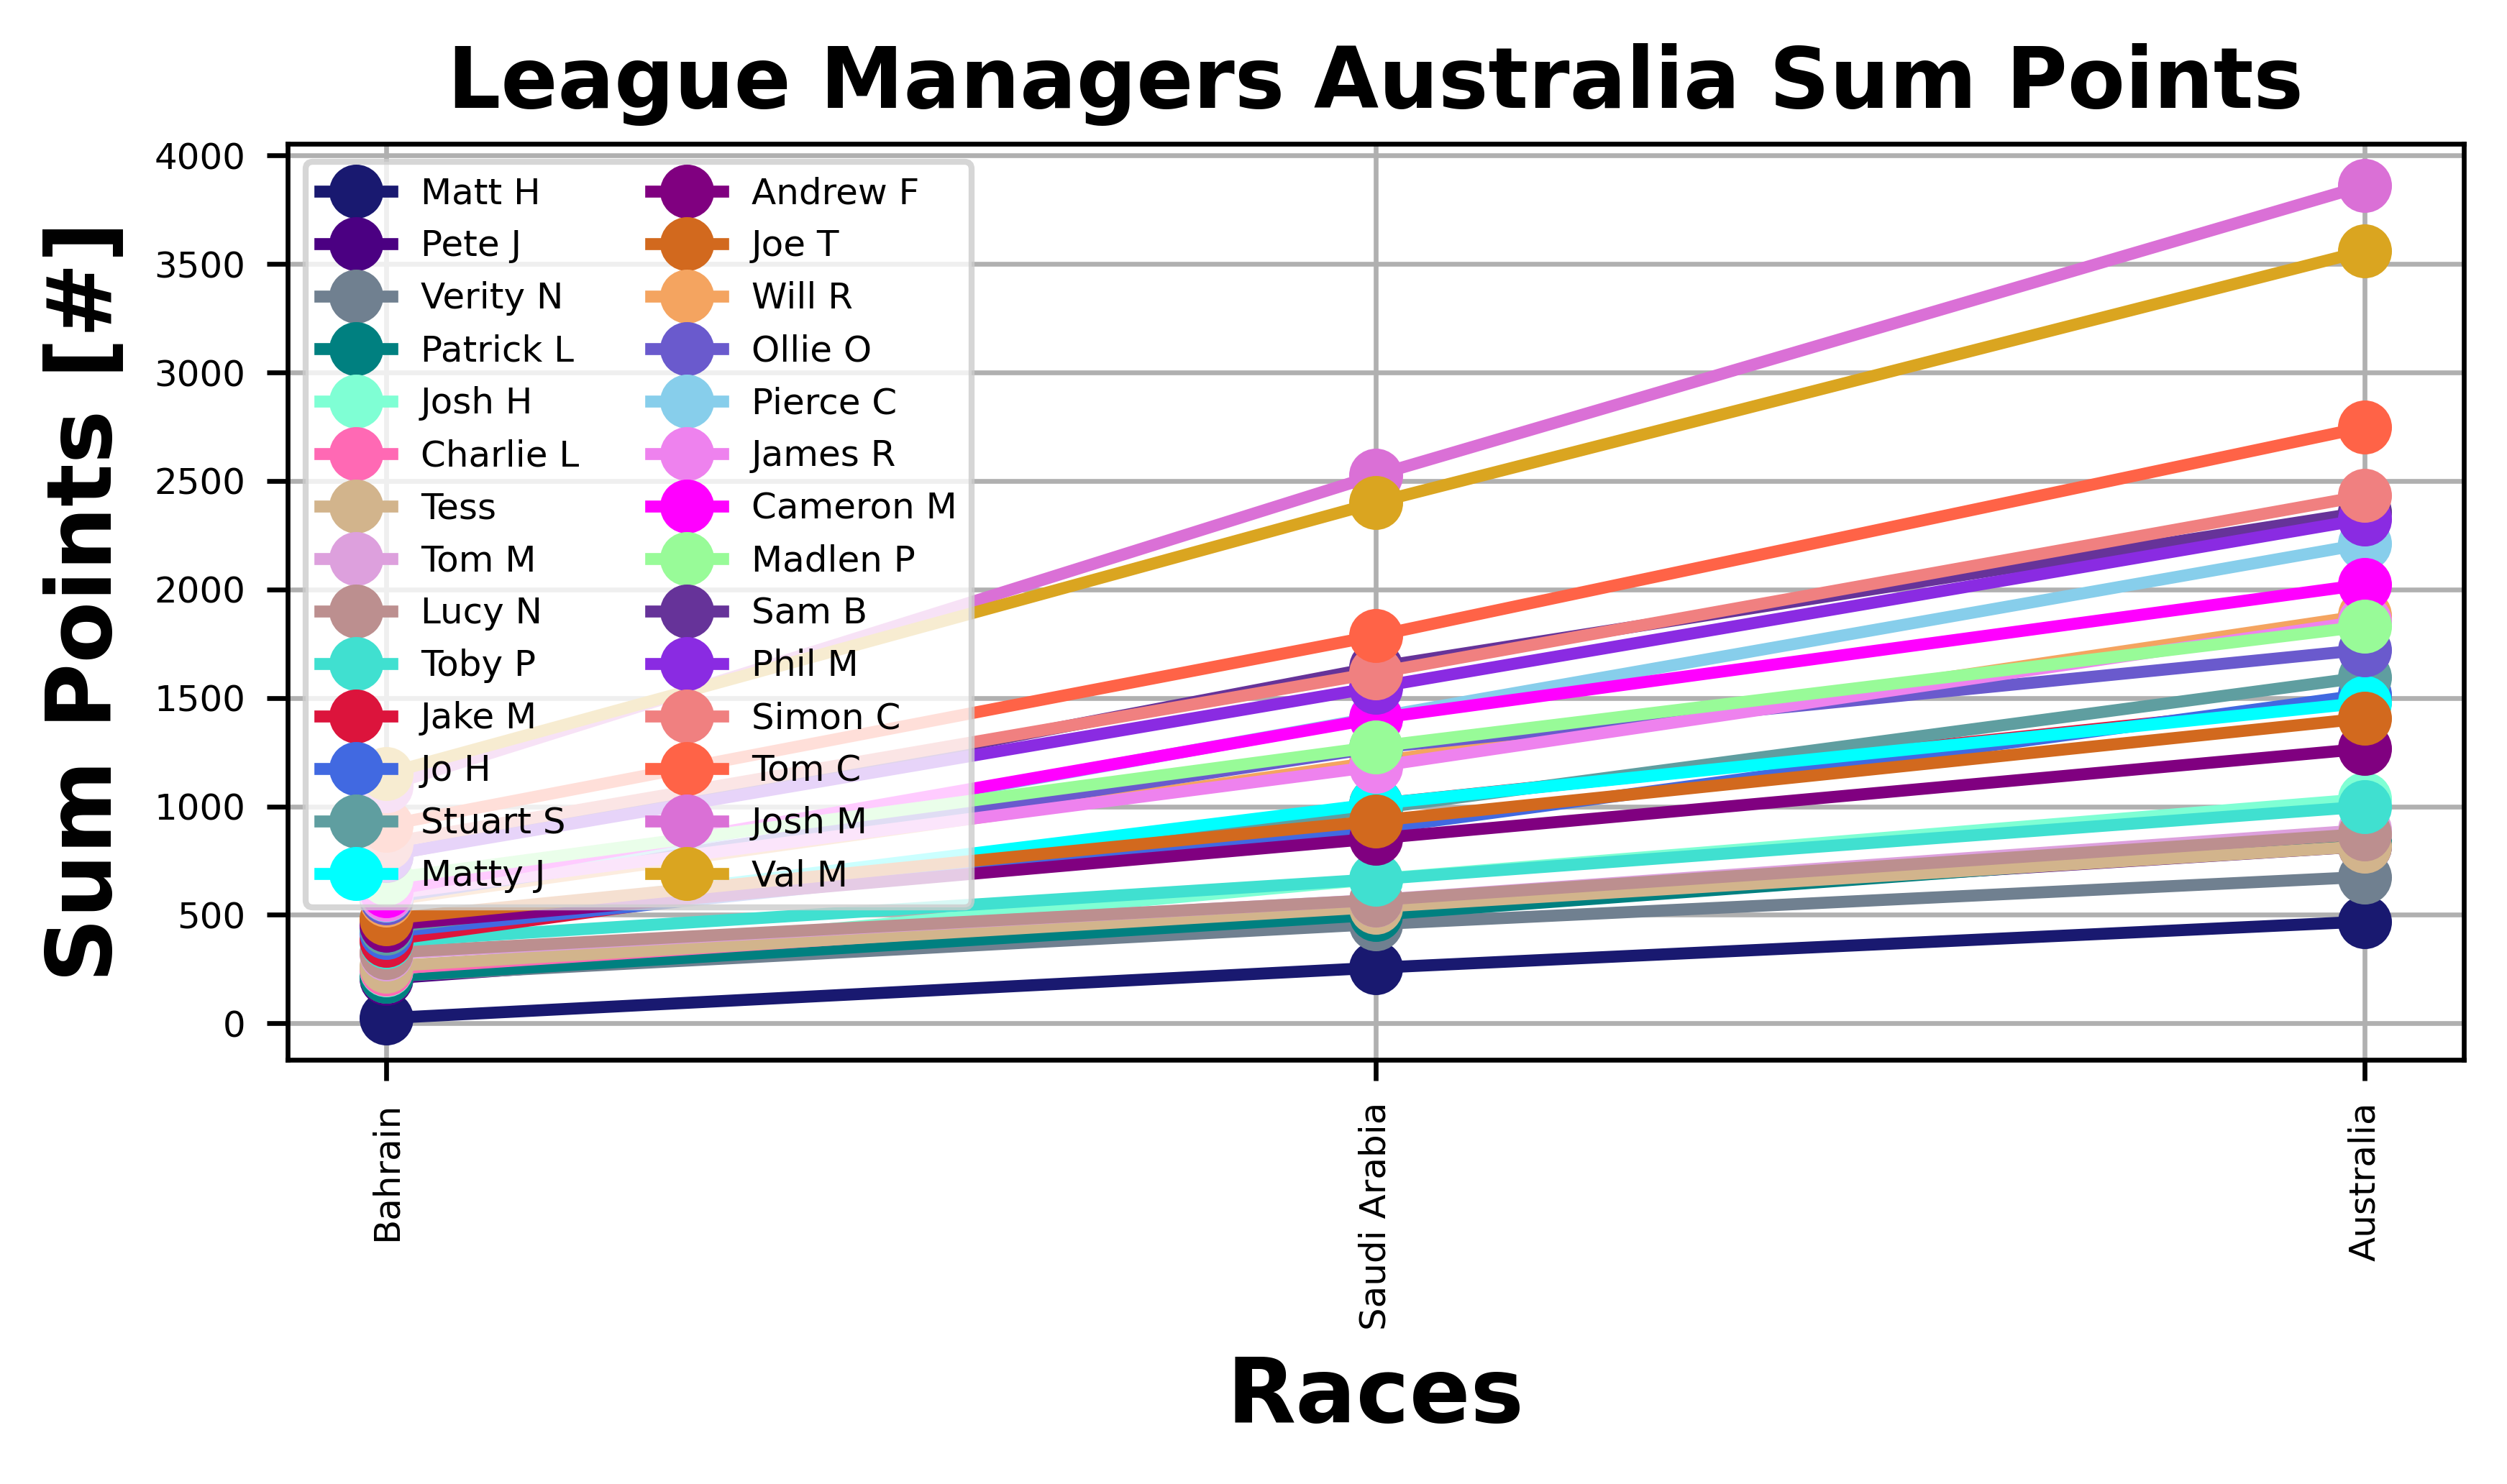 League Managers Australia Sum Points
Sum Points [#]
4000
3500
3000
2500
2000
1500
1000
500
0
Matt H
Pete J
Verity N
Patrick L
Josh H
Charlie L
Tess
Tom M
Lucy N
Toby P
Jake M
Jo H
Stuart S
Matty J
Andrew F
Joe T
Will R
Ollie O
Pierce C
James R
Cameron M
Madlen P
Sam B
Phil M
Simon C
Tom C
Josh M
Val M
Bahrain
Saudi Arabia
Australia
Races